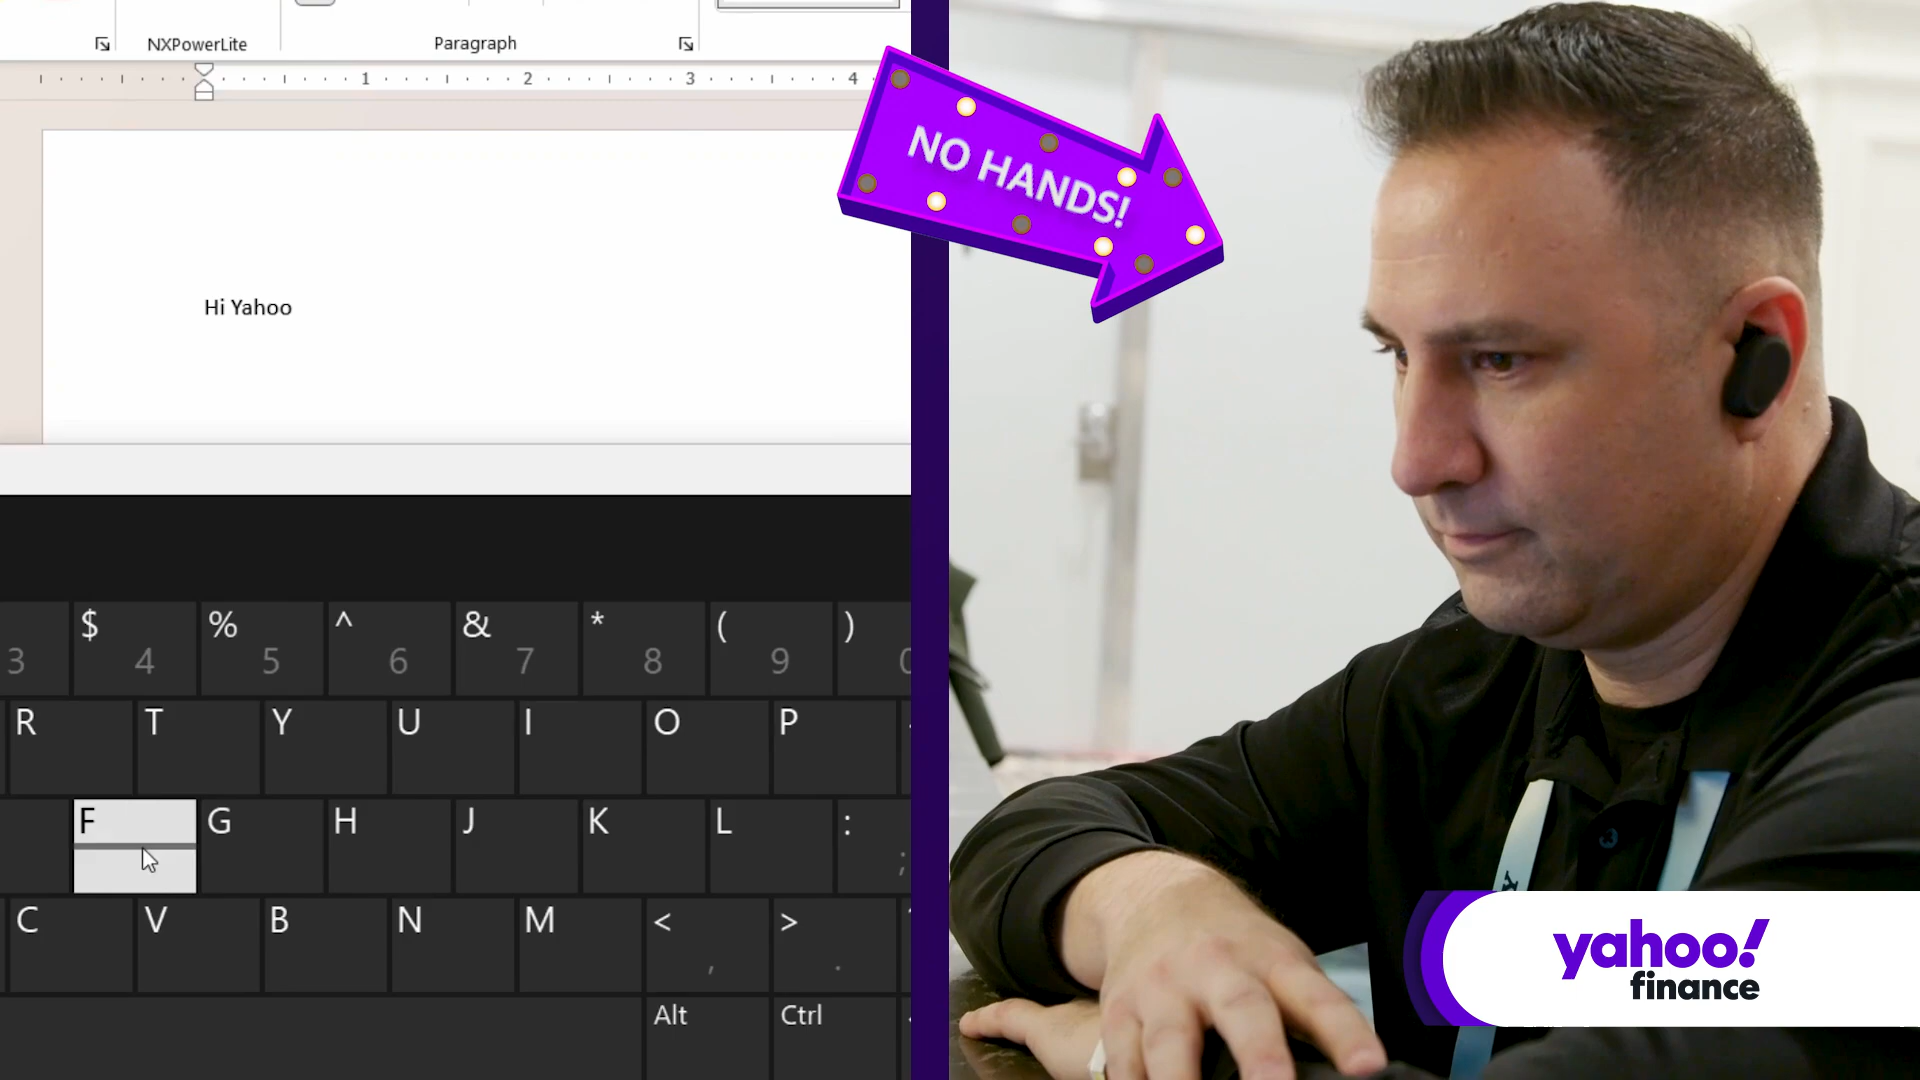 NXPowerLite
Paragraph
1 2 3 4
NO HANDS!
Hi Yahoo
3 $ 4 % 5 ^ 6 & 7 * 8 ( 9 )
R T Y U I O P
F G H J K L : ;
C V B N M < , > .
Alt Ctrl
yahoo!
finance